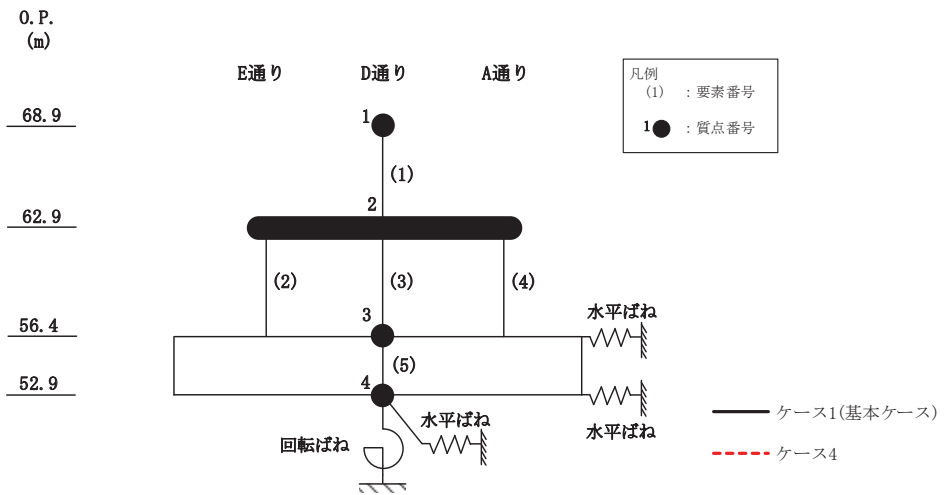 O.P.
(m)
E通り
D通り
A通り
凡例
(1) : 要素番号
1 : 質点番号
68.9
1
(1)
2
62.9
(2)
(3)
(4)
3
水平ばね
56.4
(5)
4
52.9
水平ばね
水平ばね
回転ばね
ケース1(基本ケース)
ケース4